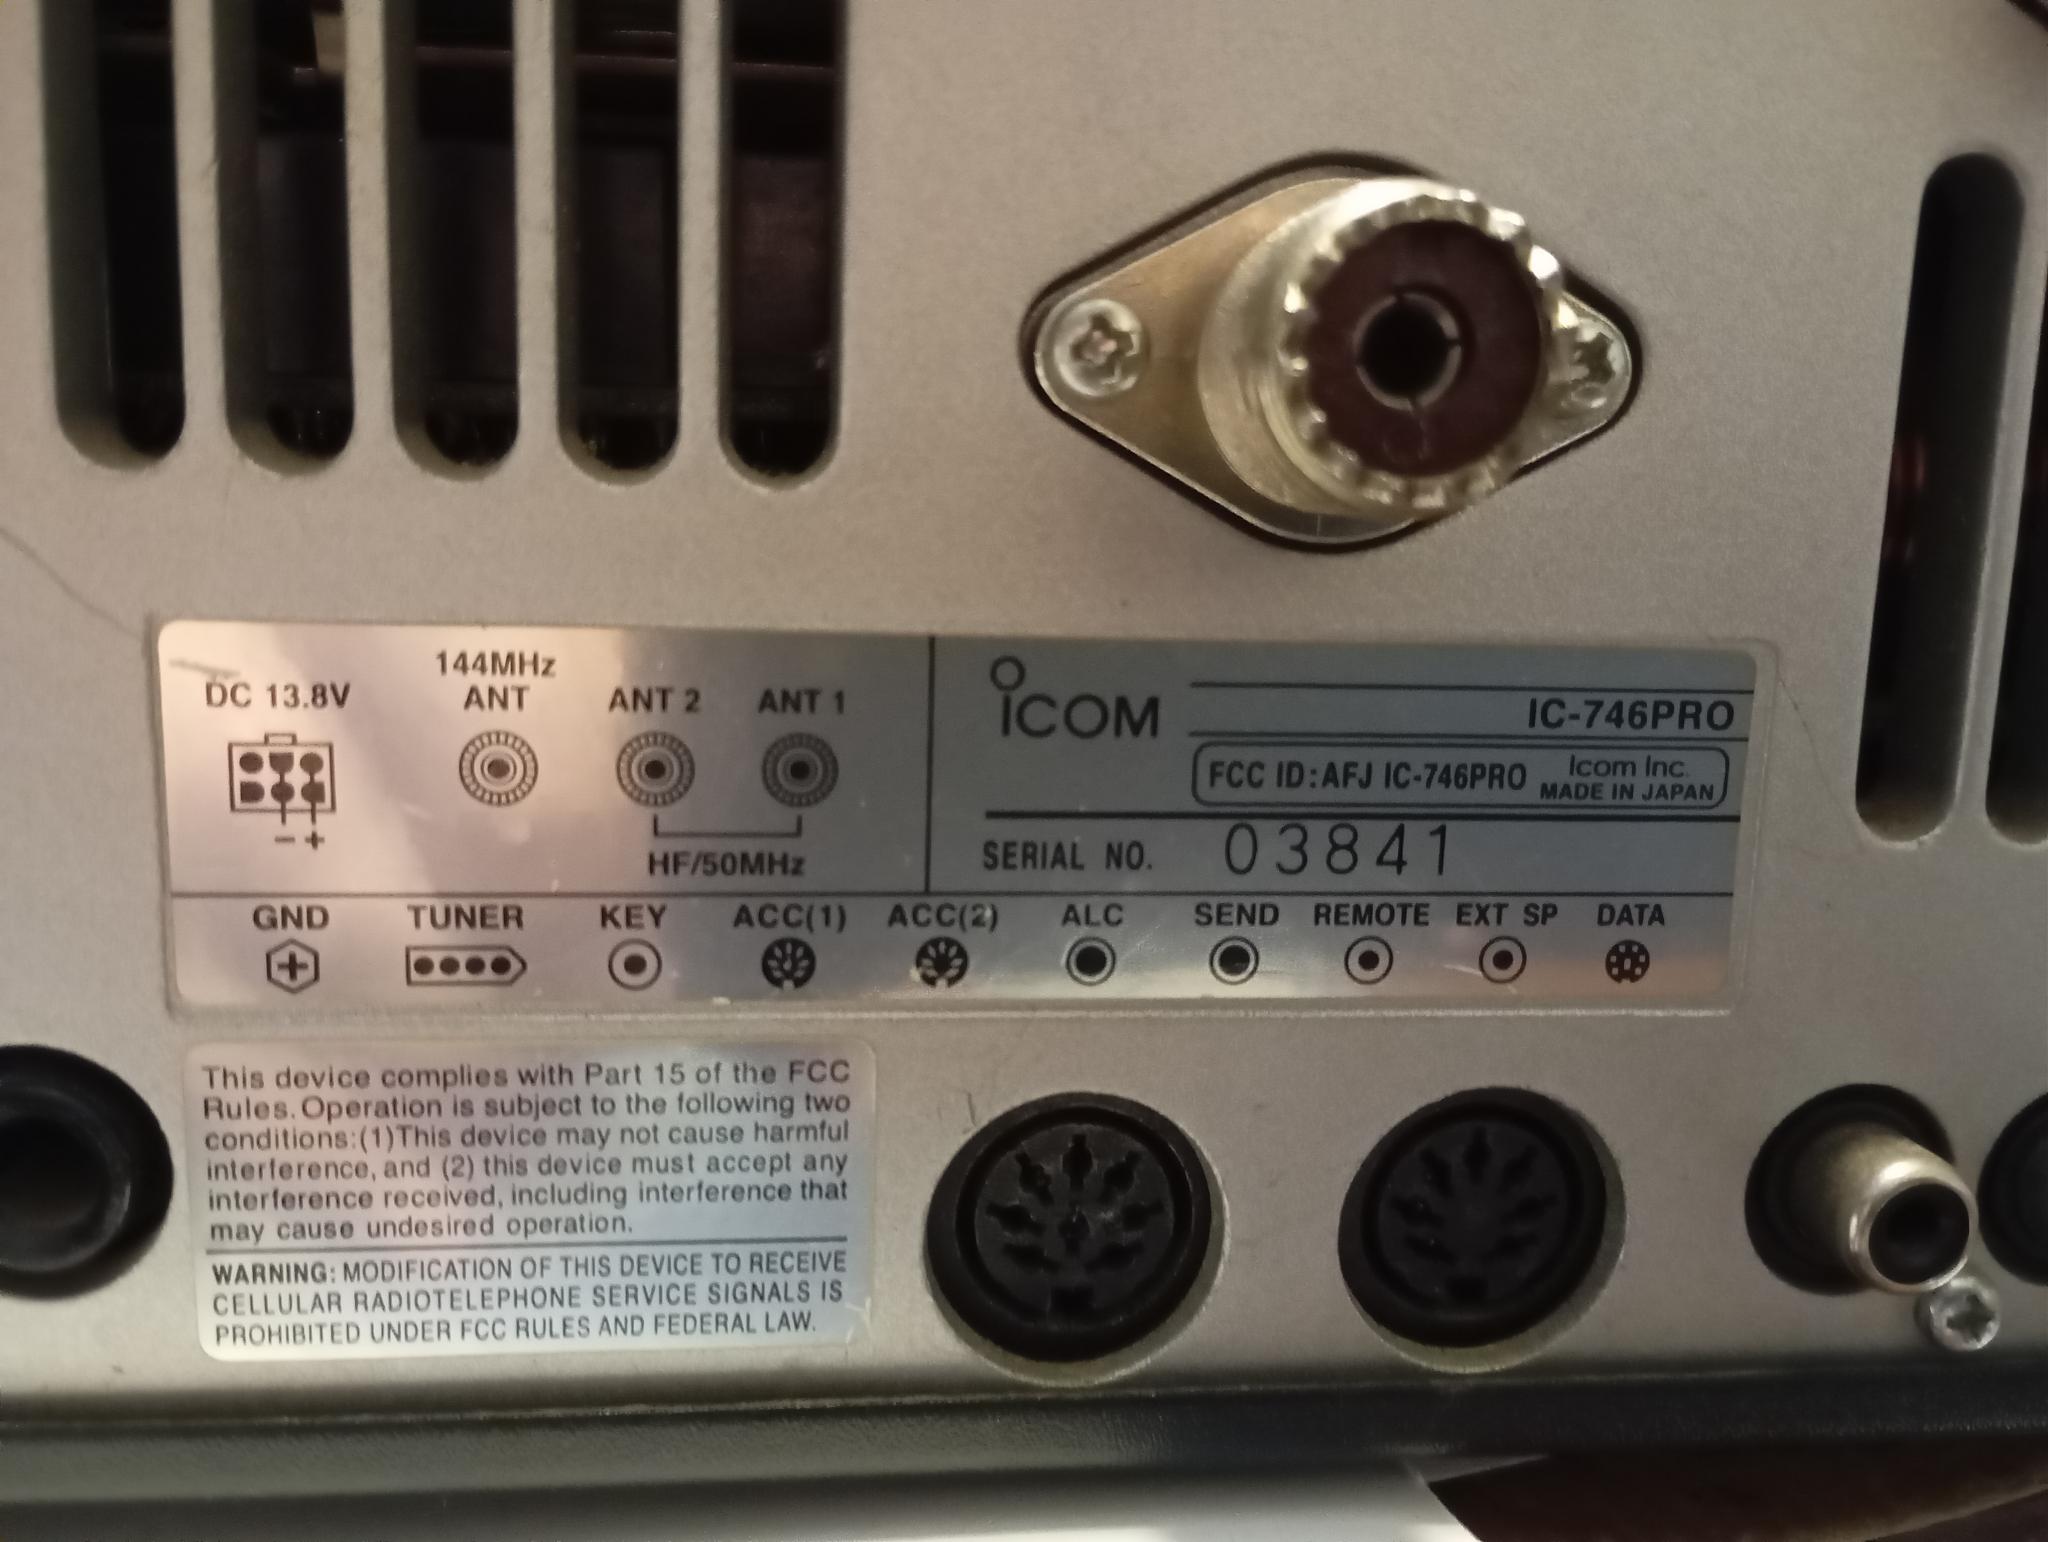 144MHz
DC 13.8V ANT ANT 2 ANT 1
- +
HF/50MHz
ICOM
IC-746PRO
FCC ID: AFJ IC-746PRO Icom Inc.
MADE IN JAPAN
SERIAL NO. 03841
GND TUNER KEY ACC(1) ACC(2) ALC SEND REMOTE EXT SP DATA
This device complies with Part 15 of the FCC
Rules. Operation is subject to the following two
conditions:(1)This device may not cause harmful
interference, and (2) this device must accept any
interference received, including interference that
may cause undesired operation.
WARNING: MODIFICATION OF THIS DEVICE TO RECEIVE
CELLULAR RADIOTELEPHONE SERVICE SIGNALS IS
PROHIBITED UNDER FCC RULES AND FEDERAL LAW.